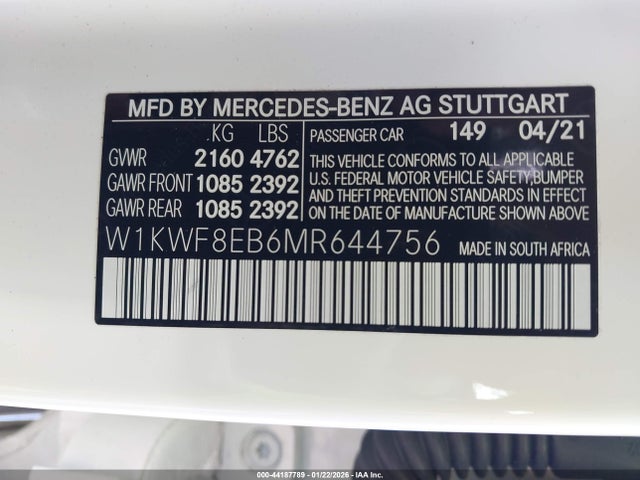 MFD BY MERCEDES-BENZ AG STUTTGART
KG LBS
GVWR 2160 4762
GAWR FRONT 1085 2392
GAWR REAR 1085 2392
PASSENGER CAR 149 04/21
THIS VEHICLE CONFORMS TO ALL APPLICABLE
U.S. FEDERAL MOTOR VEHICLE SAFETY, BUMPER
AND THEFT PREVENTION STANDARDS IN EFFECT
ON THE DATE OF MANUFACTURE SHOWN ABOVE
W1KWF8EB6MR644756 MADE IN SOUTH AFRICA
000-44187789 - 01/22/2026 - IAA Inc.